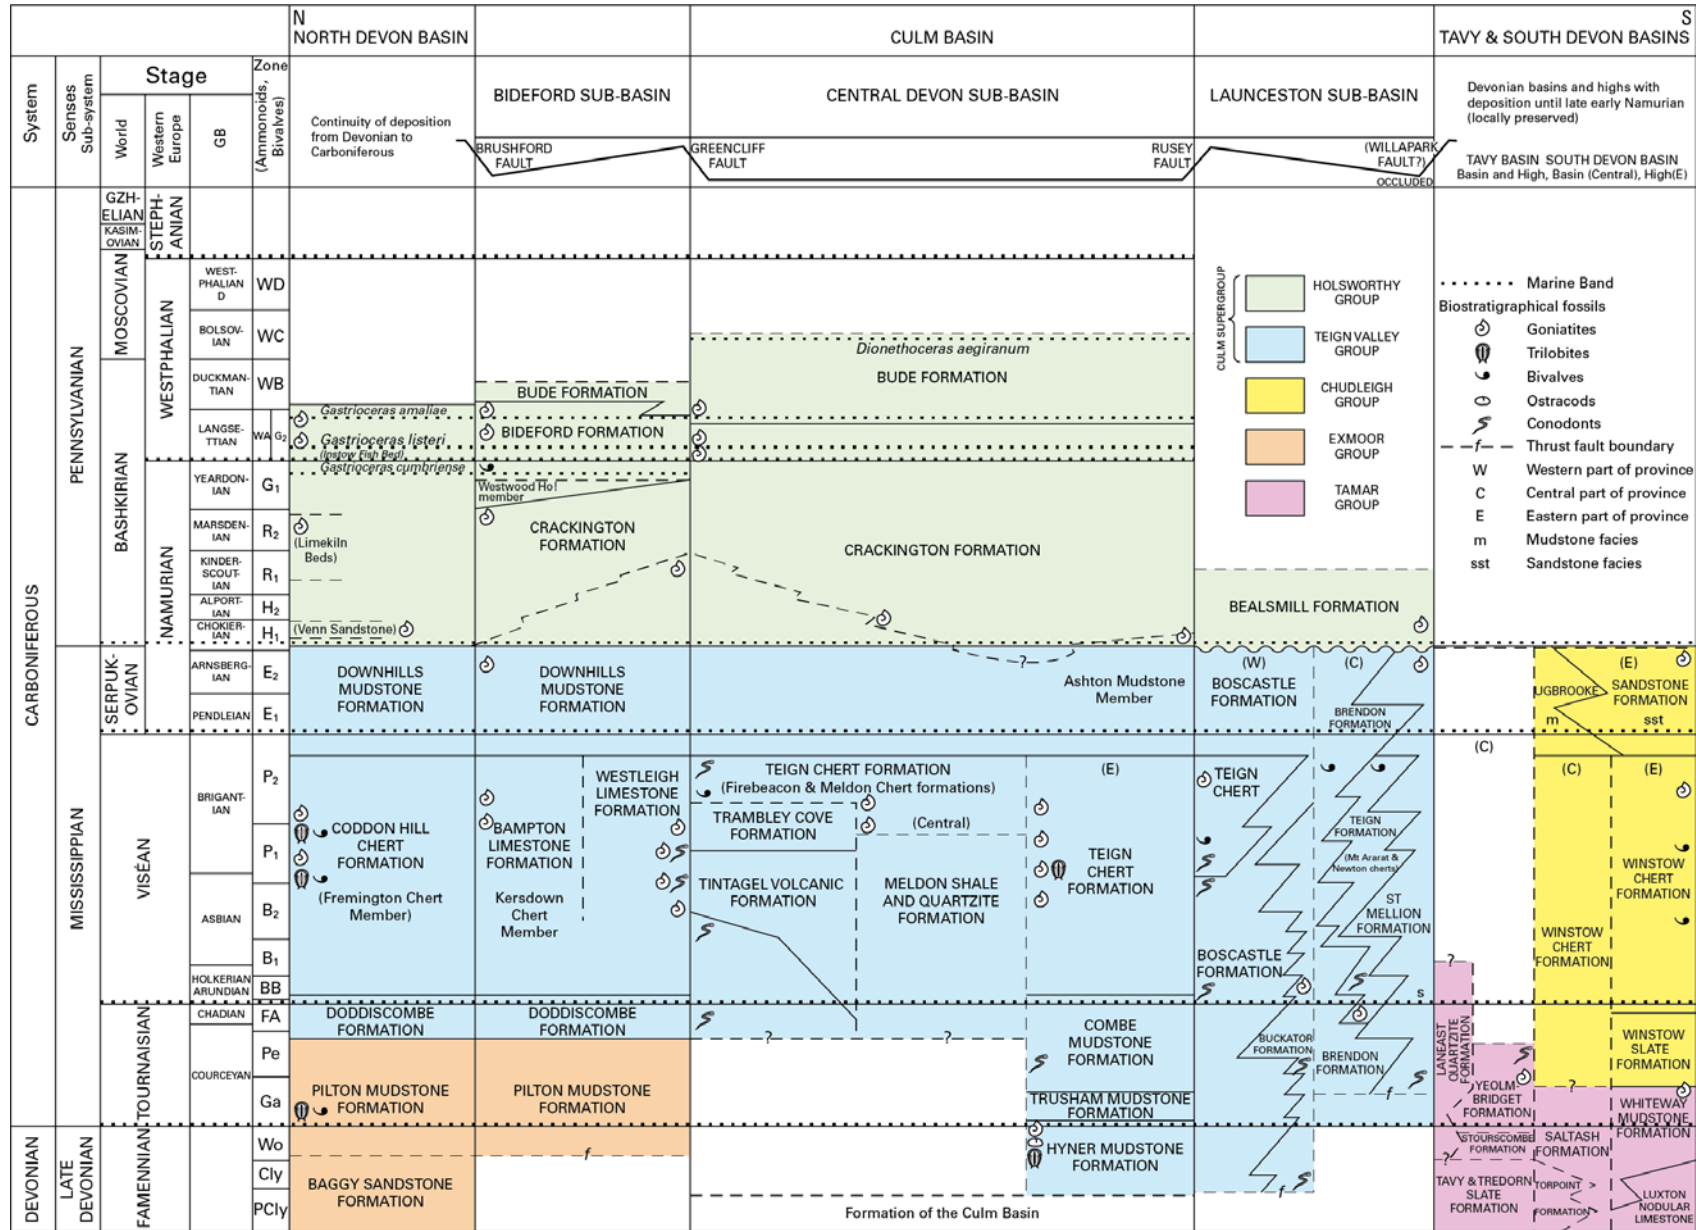 N
S
NORTH DEVON BASIN
CULM BASIN
TAVY & SOUTH DEVON BASINS
System
Senses
Sub-system
Stage
World
Western
Europe
GB
Zone
(Ammonoids,
Bivalves)
Continuity of deposition
from Devonian to
Carboniferous
BIDEFORD SUB-BASIN
CENTRAL DEVON SUB-BASIN
LAUNCESTON SUB-BASIN
Devonian basins and highs with
deposition until late early Namurian
(locally preserved)
BRUSHFORD
FAULT
GREENCLIFF
FAULT
RUSEY
FAULT
(WILLAPARK
FAULT?)
OCCLUDED
TAVY BASIN SOUTH DEVON BASIN
Basin and High, Basin (Central), High(E)
CARBONIFEROUS
DEVONIAN
PENNSYLVANIAN
MISSISSIPPIAN
LATE
DEVONIAN
GZH-
ELIAN
KASIM-
OVIAN
MOSCOVIAN
BASHKIRIAN
SERPUK-
OVIAN
VISÉAN
TOURNAISIAN
FAMENNIAN
STEPH-
ANIAN
WESTPHALIAN
NAMURIAN
WEST-
PHALIAN
D
BOLSOV-
IAN
DUCKMAN-
TIAN
LANGSE-
TTIAN
YEARDON-
IAN
MARSDEN-
IAN
KINDER-
SCOUT-
IAN
ALPORT-
IAN
CHOKIER-
IAN
ARNSBERG-
IAN
PENDLEIAN
BRIGANT-
IAN
ASBIAN
HOLKERIAN
ARUNDIAN
CHADIAN
COURCEYAN
WD
WC
WB
WA G2
G1
R2
R1
H2
H1
E2
E1
P2
P1
B2
B1
BB
FA
Pe
Ga
Wo
Cly
PCly
Gastrioceras amaliae
Gastrioceras listeri
(Instow Fish Bed)
Gastrioceras cumbriense
(Limekiln
Beds)
(Venn Sandstone)
DOWNHILLS
MUDSTONE
FORMATION
CODDON HILL
CHERT
FORMATION
(Fremington Chert
Member)
DODDISCOMBE
FORMATION
PILTON MUDSTONE
FORMATION
BAGGY SANDSTONE
FORMATION
BUDE FORMATION
BIDEFORD FORMATION
Westwood Ho!
member
CRACKINGTON
FORMATION
DOWNHILLS
MUDSTONE
FORMATION
WESTLEIGH
LIMESTONE
FORMATION
BAMPTON
LIMESTONE
FORMATION
Kersdown
Chert
Member
DODDISCOMBE
FORMATION
PILTON MUDSTONE
FORMATION
f
Dionethoceras aegiranum
BUDE FORMATION
CRACKINGTON FORMATION
?
Ashton Mudstone
Member
TEIGN CHERT FORMATION
(Firebeacon & Meldon Chert formations)
TRAMBLEY COVE
FORMATION
(Central)
TINTAGEL VOLCANIC
FORMATION
MELDON SHALE
AND QUARTZITE
FORMATION
?
?
(E)
TEIGN
CHERT
FORMATION
COMBE
MUDSTONE
FORMATION
TRUSHAM MUDSTONE
FORMATION
HYNER MUDSTONE
FORMATION
Formation of the Culm Basin
BEALSMILL FORMATION
(W)
BOSCASTLE
FORMATION
(C)
BRENDON
FORMATION
TEIGN
CHERT
TEIGN
FORMATION
(Mt Ararat &
Newton cherts)
ST
MELLION
FORMATION
BOSCASTLE
FORMATION
s
BUCKATOR
FORMATION
BRENDON
FORMATION
f
f
CULM SUPERGROUP
HOLSWORTHY
GROUP
TEIGN VALLEY
GROUP
CHUDLEIGH
GROUP
EXMOOR
GROUP
TAMAR
GROUP
Marine Band
Biostratigraphical fossils
Goniatites
Trilobites
Bivalves
Ostracods
Conodonts
f Thrust fault boundary
W Western part of province
C Central part of province
E Eastern part of province
m Mudstone facies
sst Sandstone facies
(E)
UGBROOKE
SANDSTONE
FORMATION
m
sst
(C)
(C)
(E)
WINSTOW
CHERT
FORMATION
WINSTOW
CHERT
FORMATION
?
LANEAST
QUARTZITE
FORMATION
WINSTOW
SLATE
FORMATION
?
YEOLM-
BRIDGET
FORMATION
WHITEWAY
MUDSTONE
FORMATION
STOURSCOMBE
FORMATION
SALTASH
FORMATION
?
TAVY & TREDORN
SLATE
FORMATION
TORPOINT
FORMATION
LUXTON
NODULAR
LIMESTONE